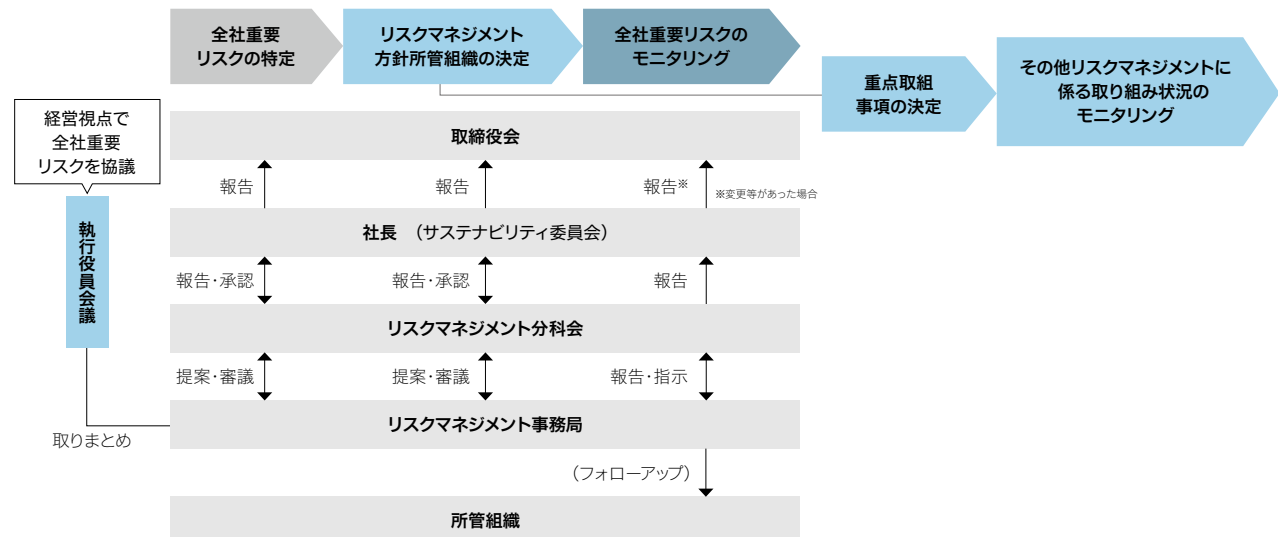 全社重要
リスクの特定
リスクマネジメント
方針所管組織の決定
全社重要リスクの
モニタリング
重点取組
事項の決定
その他リスクマネジメントに
係る取り組み状況の
モニタリング
経営視点で
全社重要
リスクを協議
執行役員会議
取りまとめ
取締役会
報告
報告
報告※
※変更等があった場合
社長 （サステナビリティ委員会）
報告・承認
報告・承認
報告
リスクマネジメント分科会
提案・審議
提案・審議
報告・指示
リスクマネジメント事務局
（フォローアップ）
所管組織